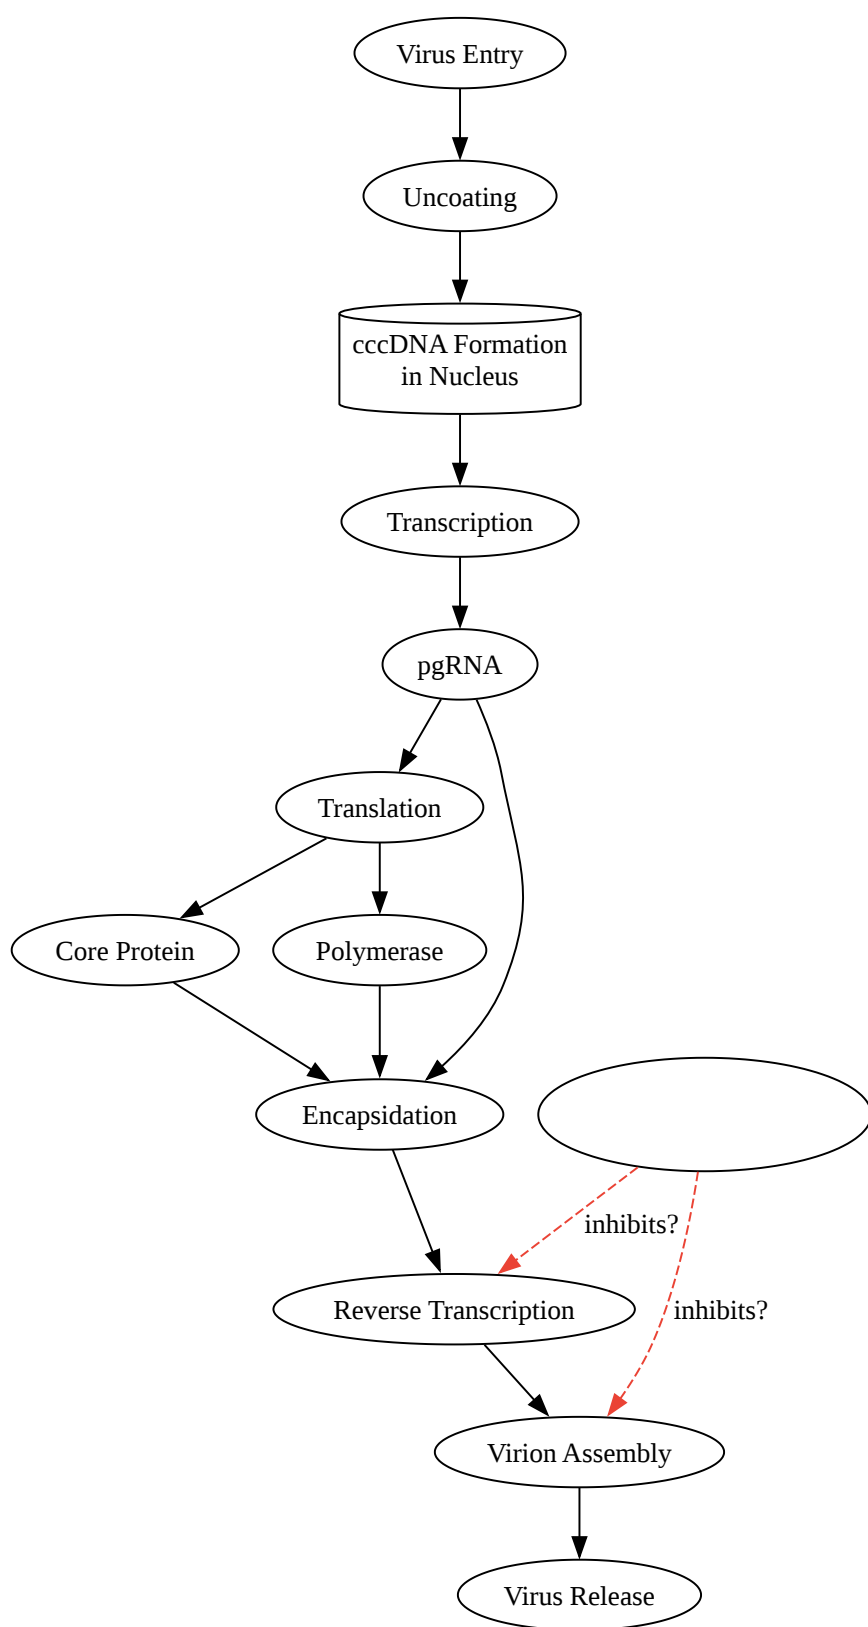 Virus Entry
Uncoating
cccDNA Formation
in Nucleus
Transcription
pgRNA
Translation
Core Protein
Polymerase
Encapsidation
inhibits?
Reverse Transcription
inhibits?
Virion Assembly
Virus Release